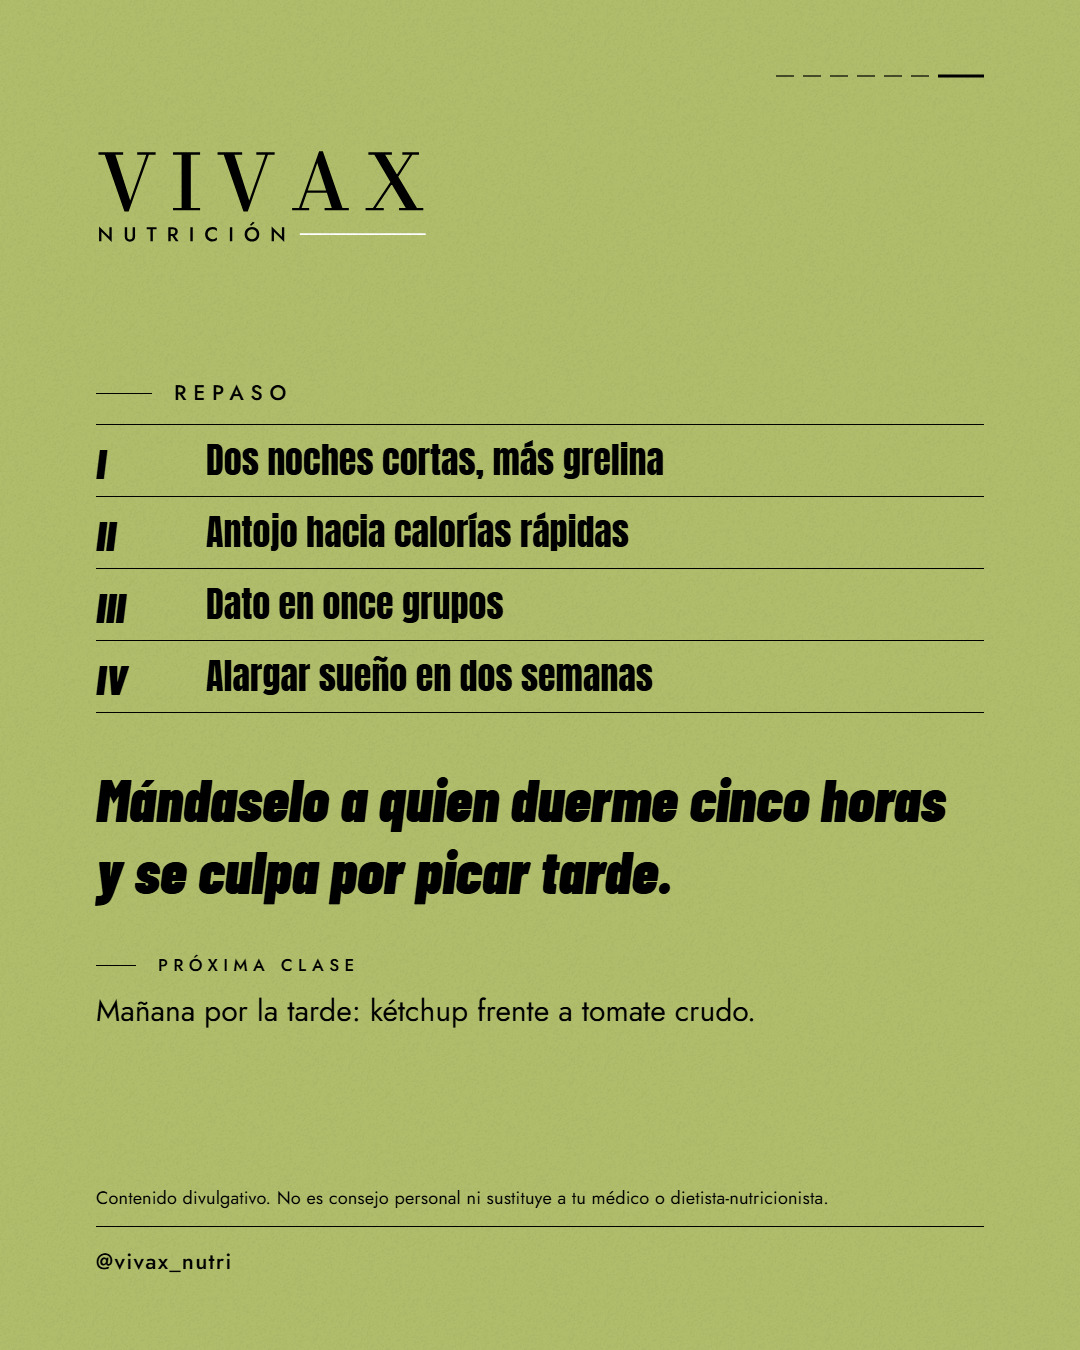 VIVAX
NUTRICIÓN
REPASO
I Dos noches cortas, más grelina
II Antojo hacia calorías rápidas
III Dato en once grupos
IV Alargar sueño en dos semanas
Mándaselo a quien duerme cinco horas
y se culpa por picar tarde.
PRÓXIMA CLASE
Mañana por la tarde: kétchup frente a tomate crudo.
Contenido divulgativo. No es consejo personal ni sustituye a tu médico o dietista-nutricionista.
@vivax_nutri